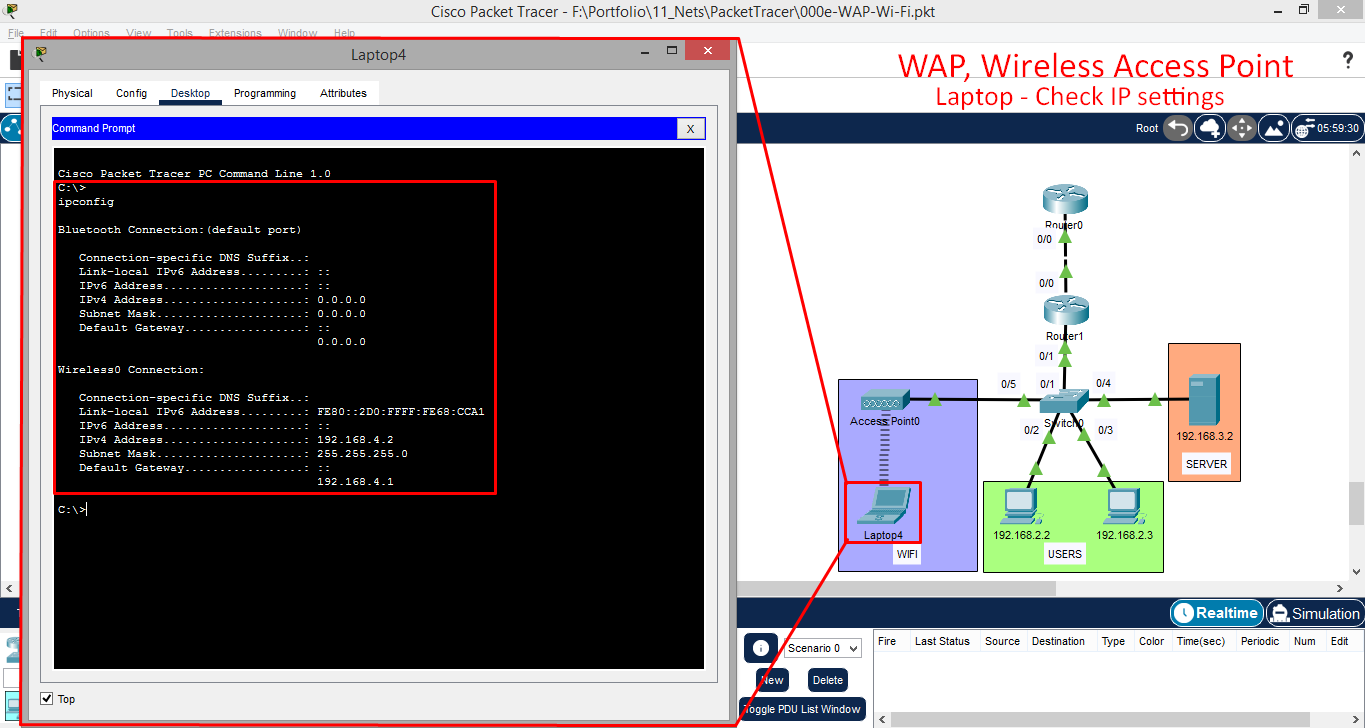 Cisco Packet Tracer - F:\Portfolio\11_Nets\PacketTracer\000e-WAP-Wi-Fi.pkt
File Edit Options View Tools Extensions Window Help
Laptop4
WAP, Wireless Access Point
Laptop - Check IP settings
?
Physical Config Desktop Programming Attributes
Command Prompt X
Root 05:59:30
Cisco Packet Tracer PC Command Line 1.0
C:\>
ipconfig
Bluetooth Connection:(default port)
Connection-specific DNS Suffix..:
Link-local IPv6 Address.........: ::
IPv6 Address....................: ::
IPv4 Address....................: 0.0.0.0
Subnet Mask.....................: 0.0.0.0
Default Gateway.................: ::
0.0.0.0
Wireless0 Connection:
Connection-specific DNS Suffix..:
Link-local IPv6 Address.........: FE80::2D0:FFFF:FE68:CCA1
IPv6 Address....................: ::
IPv4 Address....................: 192.168.4.2
Subnet Mask.....................: 255.255.255.0
Default Gateway.................: ::
192.168.4.1
C:\>
Top
Router0
0/0
0/0
Router1
0/1
0/5 0/1 0/4
Access Point0
Switch0
0/2 0/3
192.168.3.2
SERVER
Laptop4
WIFI
192.168.2.2 192.168.2.3
USERS
Realtime Simulation
Scenario 0
New Delete
Toggle PDU List Window
Fire Last Status Source Destination Type Color Time(sec) Periodic Num Edit